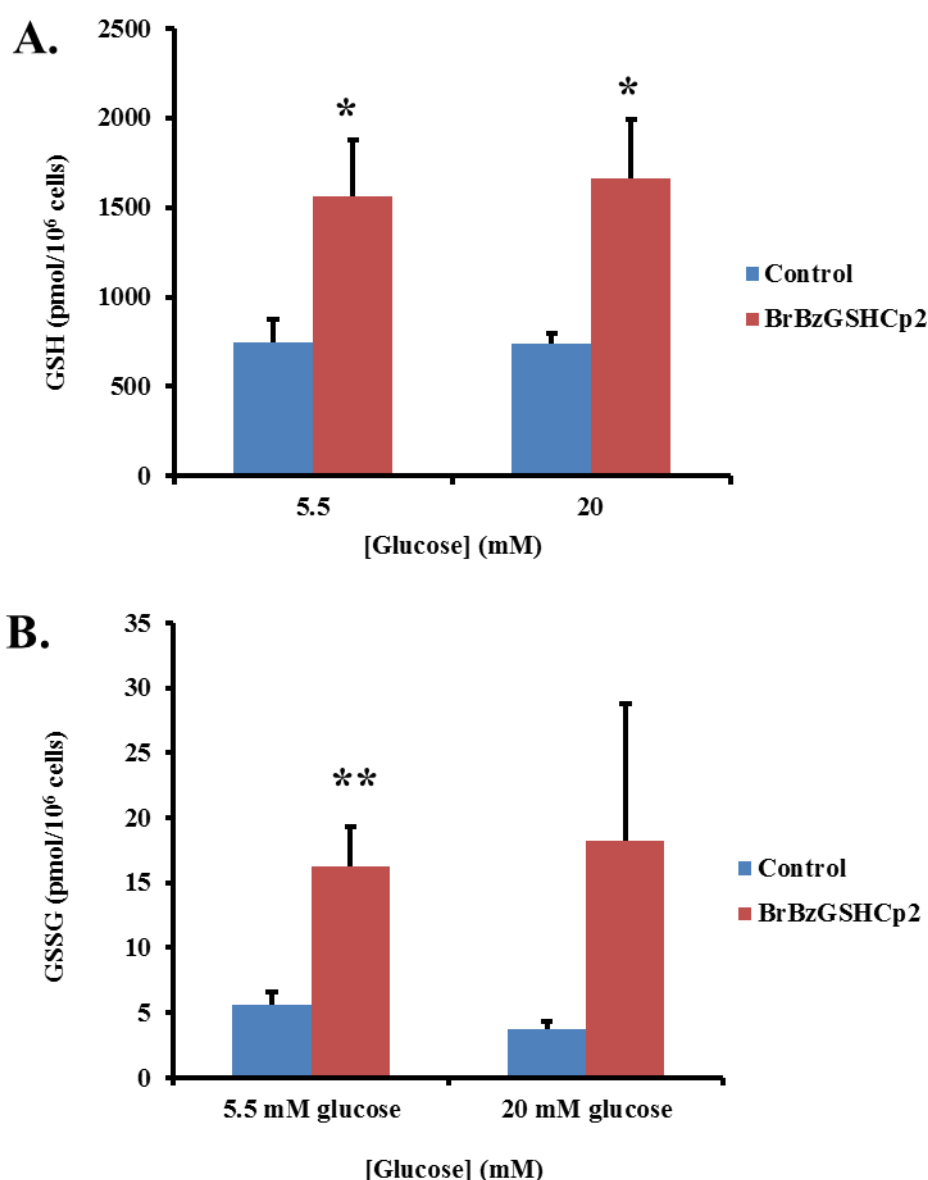 A.
2500
2000
1500
1000
500
0
GSH (pmol/10⁶ cells)
*
*
5.5
20
[Glucose] (mM)
Control
BrBzGSHCp2
B.
35
30
25
20
15
10
5
0
GSSG (pmol/10⁶ cells)
**
5.5 mM glucose
20 mM glucose
[Glucose] (mM)
Control
BrBzGSHCp2